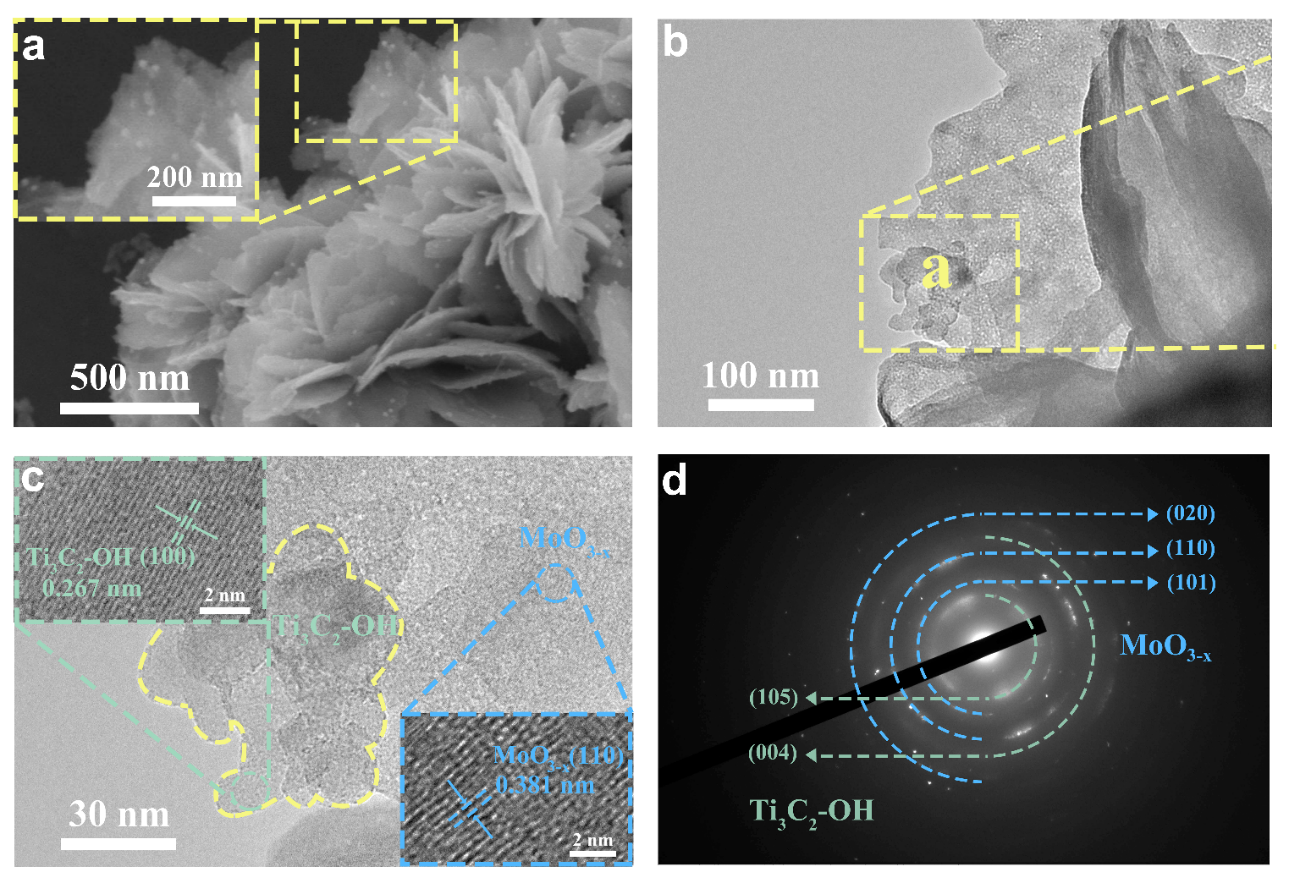 a
200 nm
500 nm
b
a
100 nm
c
Ti₃C₂-OH (100)
0.267 nm
2 nm
MoO₃₋ₓ
Ti₃C₂-OH
MoO₃₋ₓ(110)
0.381 nm
2 nm
30 nm
d
(020)
(110)
(101)
MoO₃₋ₓ
(105)
(004)
Ti₃C₂-OH